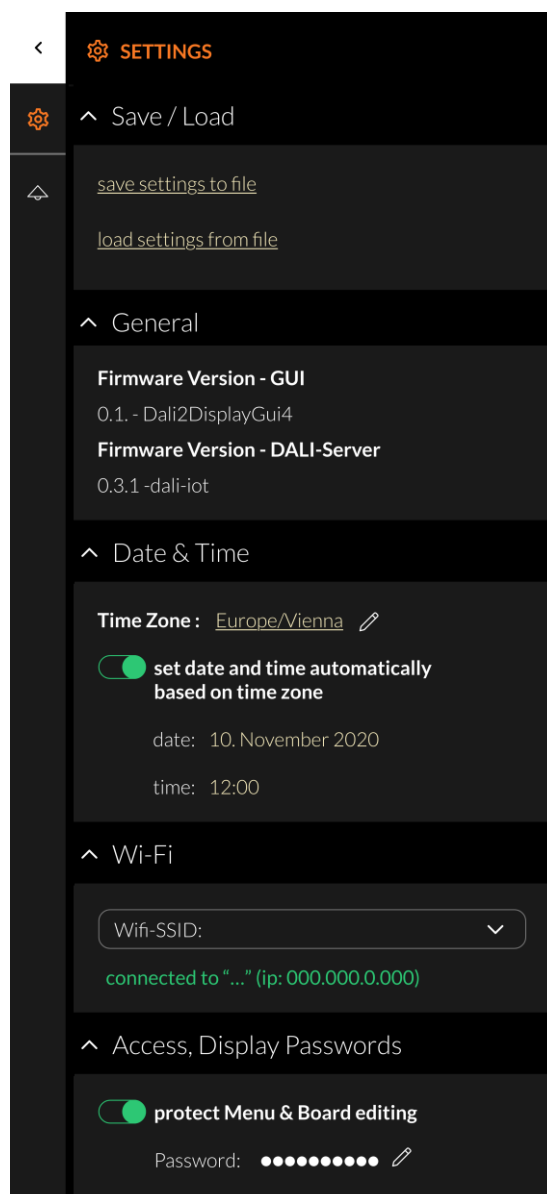 SETTINGS
Save / Load
save settings to file
load settings from file
General
Firmware Version - GUI
0.1. - Dali2DisplayGui4
Firmware Version - DALI-Server
0.3.1 -dali-iot
Date & Time
Time Zone : Europe/Vienna
set date and time automatically
based on time zone
date: 10. November 2020
time: 12:00
Wi-Fi
Wifi-SSID:
connected to “...” (ip: 000.000.0.000)
Access, Display Passwords
protect Menu & Board editing
Password: ●●●●●●●●●●